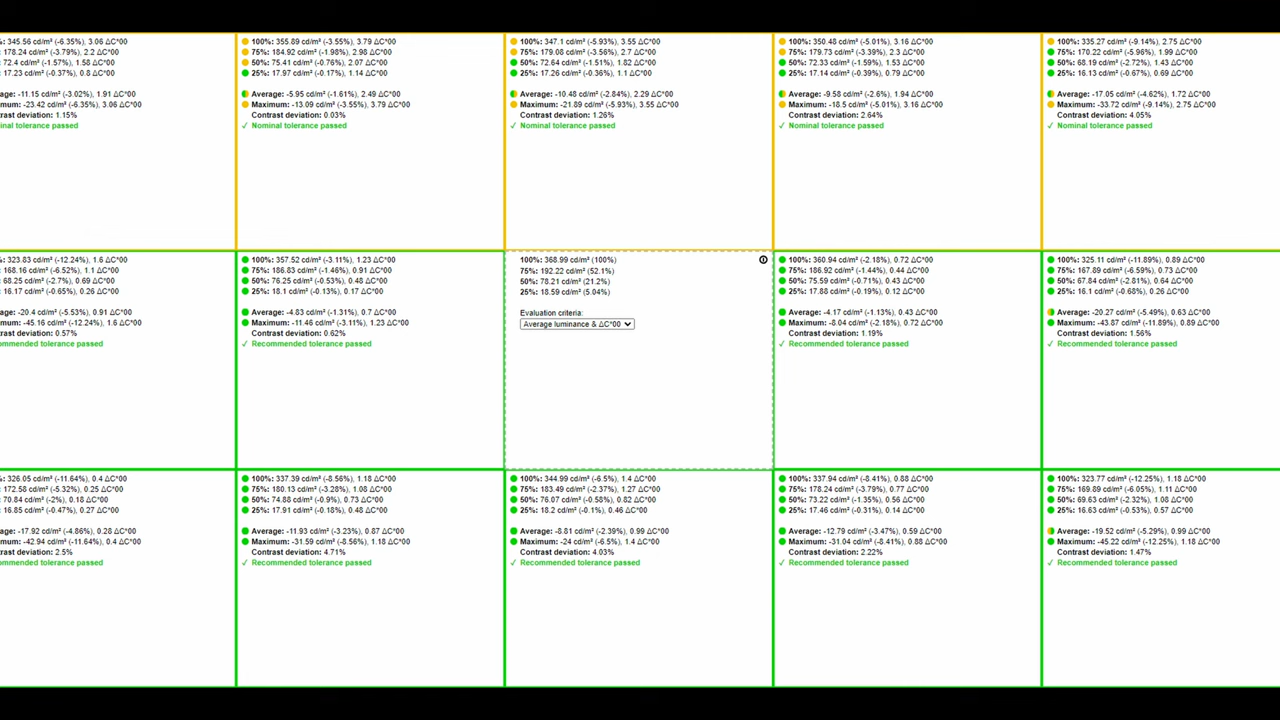 %: 345.56 cd/m² (-6.35%), 3.06 ΔC*00
: 178.24 cd/m² (-3.79%), 2.2 ΔC*00
: 72.4 cd/m² (-1.57%), 1.58 ΔC*00
: 17.23 cd/m² (-0.37%), 0.8 ΔC*00
erage: -11.15 cd/m² (-3.02%), 1.91 ΔC*00
mum: -23.42 cd/m² (-6.35%), 3.06 ΔC*00
trast deviation: 1.15%
inal tolerance passed
100%: 355.89 cd/m² (-3.55%), 3.79 ΔC*00
75%: 184.92 cd/m² (-1.98%), 2.98 ΔC*00
50%: 75.41 cd/m² (-0.76%), 2.07 ΔC*00
25%: 17.97 cd/m² (-0.17%), 1.14 ΔC*00
Average: -5.95 cd/m² (-1.61%), 2.49 ΔC*00
Maximum: -13.09 cd/m² (-3.55%), 3.79 ΔC*00
Contrast deviation: 0.03%
✓ Nominal tolerance passed
100%: 347.1 cd/m² (-5.93%), 3.55 ΔC*00
75%: 179.08 cd/m² (-3.56%), 2.7 ΔC*00
50%: 72.64 cd/m² (-1.51%), 1.82 ΔC*00
25%: 17.26 cd/m² (-0.36%), 1.1 ΔC*00
Average: -10.48 cd/m² (-2.84%), 2.29 ΔC*00
Maximum: -21.89 cd/m² (-5.93%), 3.55 ΔC*00
Contrast deviation: 1.26%
✓ Nominal tolerance passed
100%: 350.48 cd/m² (-5.01%), 3.16 ΔC*00
75%: 179.73 cd/m² (-3.39%), 2.3 ΔC*00
50%: 72.33 cd/m² (-1.59%), 1.53 ΔC*00
25%: 17.14 cd/m² (-0.39%), 0.79 ΔC*00
Average: -9.58 cd/m² (-2.6%), 1.94 ΔC*00
Maximum: -18.5 cd/m² (-5.01%), 3.16 ΔC*00
Contrast deviation: 2.64%
✓ Nominal tolerance passed
100%: 335.27 cd/m² (-9.14%), 2.75 ΔC*00
75%: 170.22 cd/m² (-5.96%), 1.99 ΔC*00
50%: 68.19 cd/m² (-2.72%), 1.43 ΔC*00
25%: 16.13 cd/m² (-0.67%), 0.69 ΔC*00
Average: -17.05 cd/m² (-4.62%), 1.72 ΔC*00
Maximum: -33.72 cd/m² (-9.14%), 2.75 ΔC*00
Contrast deviation: 4.05%
✓ Nominal tolerance passed
%: 323.83 cd/m² (-12.24%), 1.6 ΔC*00
: 168.16 cd/m² (-6.52%), 1.1 ΔC*00
: 68.25 cd/m² (-2.7%), 0.69 ΔC*00
: 16.17 cd/m² (-0.65%), 0.26 ΔC*00
erage: -20.4 cd/m² (-5.53%), 0.91 ΔC*00
mum: -45.16 cd/m² (-12.24%), 1.6 ΔC*00
trast deviation: 0.57%
ommended tolerance passed
100%: 357.52 cd/m² (-3.11%), 1.23 ΔC*00
75%: 186.83 cd/m² (-1.46%), 0.91 ΔC*00
50%: 76.25 cd/m² (-0.53%), 0.48 ΔC*00
25%: 18.1 cd/m² (-0.13%), 0.17 ΔC*00
Average: -4.83 cd/m² (-1.31%), 0.7 ΔC*00
Maximum: -11.46 cd/m² (-3.11%), 1.23 ΔC*00
Contrast deviation: 0.62%
✓ Recommended tolerance passed
100%: 368.99 cd/m² (100%)
75%: 192.22 cd/m² (52.1%)
50%: 78.21 cd/m² (21.2%)
25%: 18.59 cd/m² (5.04%)
Evaluation criteria:
Average luminance & ΔC*00
100%: 360.94 cd/m² (-2.18%), 0.72 ΔC*00
75%: 186.92 cd/m² (-1.44%), 0.44 ΔC*00
50%: 75.59 cd/m² (-0.71%), 0.43 ΔC*00
25%: 17.88 cd/m² (-0.19%), 0.12 ΔC*00
Average: -4.17 cd/m² (-1.13%), 0.43 ΔC*00
Maximum: -8.04 cd/m² (-2.18%), 0.72 ΔC*00
Contrast deviation: 1.19%
✓ Recommended tolerance passed
100%: 325.11 cd/m² (-11.89%), 0.89 ΔC*00
75%: 167.89 cd/m² (-6.59%), 0.73 ΔC*00
50%: 67.84 cd/m² (-2.81%), 0.64 ΔC*00
25%: 16.1 cd/m² (-0.68%), 0.26 ΔC*00
Average: -20.27 cd/m² (-5.49%), 0.63 ΔC*00
Maximum: -43.87 cd/m² (-11.89%), 0.89 ΔC*00
Contrast deviation: 1.56%
✓ Recommended tolerance passed
%: 326.05 cd/m² (-11.64%), 0.4 ΔC*00
: 172.58 cd/m² (-5.32%), 0.25 ΔC*00
: 70.84 cd/m² (-2%), 0.18 ΔC*00
: 16.85 cd/m² (-0.47%), 0.27 ΔC*00
erage: -17.92 cd/m² (-4.86%), 0.28 ΔC*00
mum: -42.94 cd/m² (-11.64%), 0.4 ΔC*00
trast deviation: 2.5%
ommended tolerance passed
100%: 337.39 cd/m² (-8.56%), 1.18 ΔC*00
75%: 180.13 cd/m² (-3.28%), 1.08 ΔC*00
50%: 74.88 cd/m² (-0.9%), 0.73 ΔC*00
25%: 17.91 cd/m² (-0.18%), 0.48 ΔC*00
Average: -11.93 cd/m² (-3.23%), 0.87 ΔC*00
Maximum: -31.59 cd/m² (-8.56%), 1.18 ΔC*00
Contrast deviation: 4.71%
✓ Recommended tolerance passed
100%: 344.99 cd/m² (-6.5%), 1.4 ΔC*00
75%: 183.49 cd/m² (-2.37%), 1.27 ΔC*00
50%: 76.07 cd/m² (-0.58%), 0.82 ΔC*00
25%: 18.2 cd/m² (-0.1%), 0.46 ΔC*00
Average: -8.81 cd/m² (-2.39%), 0.99 ΔC*00
Maximum: -24 cd/m² (-6.5%), 1.4 ΔC*00
Contrast deviation: 4.03%
✓ Recommended tolerance passed
100%: 337.94 cd/m² (-8.41%), 0.88 ΔC*00
75%: 178.24 cd/m² (-3.79%), 0.77 ΔC*00
50%: 73.22 cd/m² (-1.35%), 0.56 ΔC*00
25%: 17.46 cd/m² (-0.31%), 0.14 ΔC*00
Average: -12.79 cd/m² (-3.47%), 0.59 ΔC*00
Maximum: -31.04 cd/m² (-8.41%), 0.88 ΔC*00
Contrast deviation: 2.22%
✓ Recommended tolerance passed
100%: 323.77 cd/m² (-12.25%), 1.18 ΔC*00
75%: 169.89 cd/m² (-6.05%), 1.11 ΔC*00
50%: 69.63 cd/m² (-2.32%), 1.08 ΔC*00
25%: 16.63 cd/m² (-0.53%), 0.57 ΔC*00
Average: -19.52 cd/m² (-5.29%), 0.99 ΔC*00
Maximum: -45.22 cd/m² (-12.25%), 1.18 ΔC*00
Contrast deviation: 1.47%
✓ Recommended tolerance passed